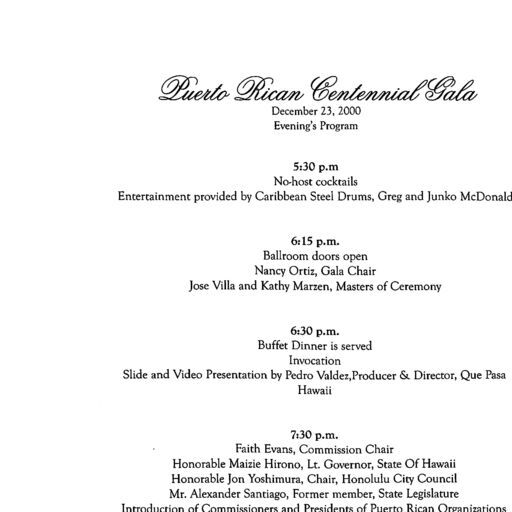 Puerto Rican Centennial Gala
December 23, 2000
Evening's Program
5:30 p.m
No-host cocktails
Entertainment provided by Caribbean Steel Drums, Greg and Junko McDonald
6:15 p.m.
Ballroom doors open
Nancy Ortiz, Gala Chair
Jose Villa and Kathy Marzen, Masters of Ceremony
6:30 p.m.
Buffet Dinner is served
Invocation
Slide and Video Presentation by Pedro Valdez,Producer & Director, Que Pasa
Hawaii
7:30 p.m.
Faith Evans, Commission Chair
Honorable Maizie Hirono, Lt. Governor, State Of Hawaii
Honorable Jon Yoshimura, Chair, Honolulu City Council
Mr. Alexander Santiago, Former member, State Legislature
Introduction of Commissioners and Presidents of Puerto Rican Organizations